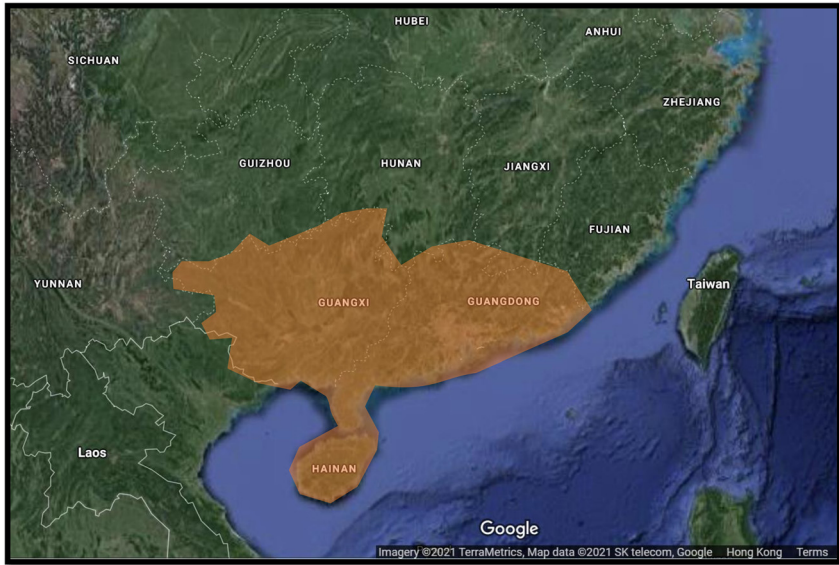 HUBEI
ANHUI
SICHUAN
ZHEJIANG
GUIZHOU
HUNAN
JIANGXI
FUJIAN
YUNNAN
Taiwan
GUANGXI
GUANGDONG
Laos
HAINAN
Google
Imagery ©2021 TerraMetrics, Map data ©2021 SK telecom, Google Hong Kong Terms